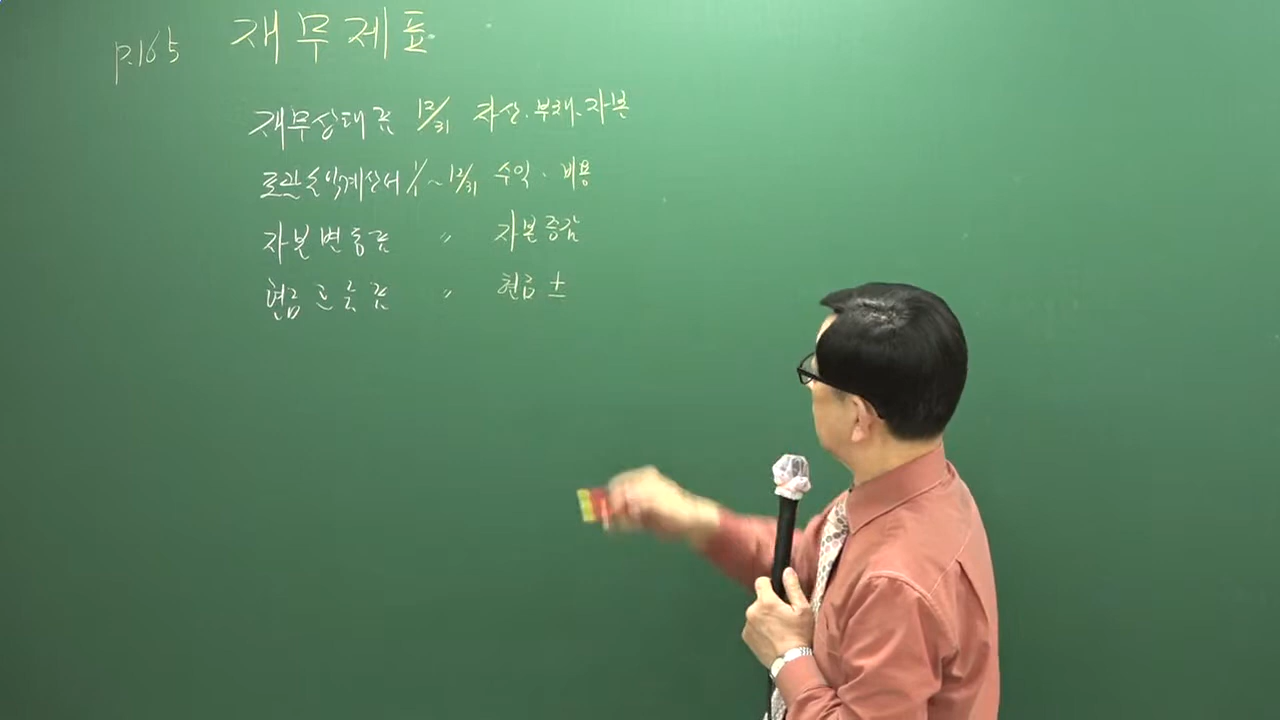 p.165 재무제표
재무상태표 12/31 자산·부채·자본
포괄손익계산서 1/1 ~ 12/31 수익·비용
자본변동표 〃 자본증감
현금흐름표 〃 현금 ±